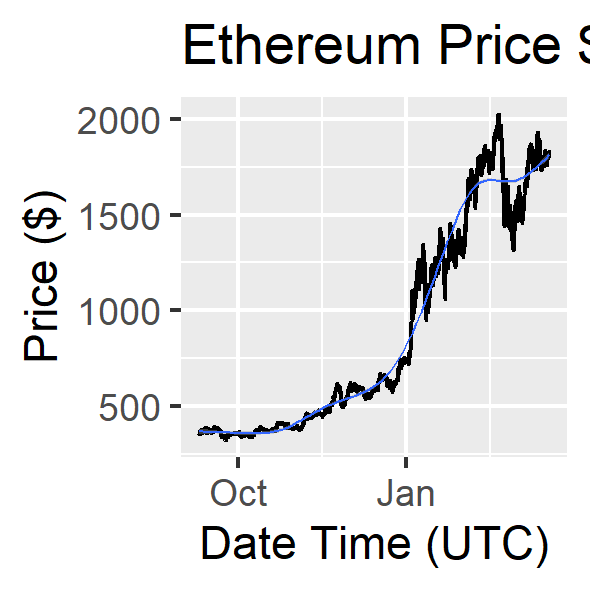 Ethereum Price S
2000
1500
1000
500
Price ($)
Oct Jan
Date Time (UTC)